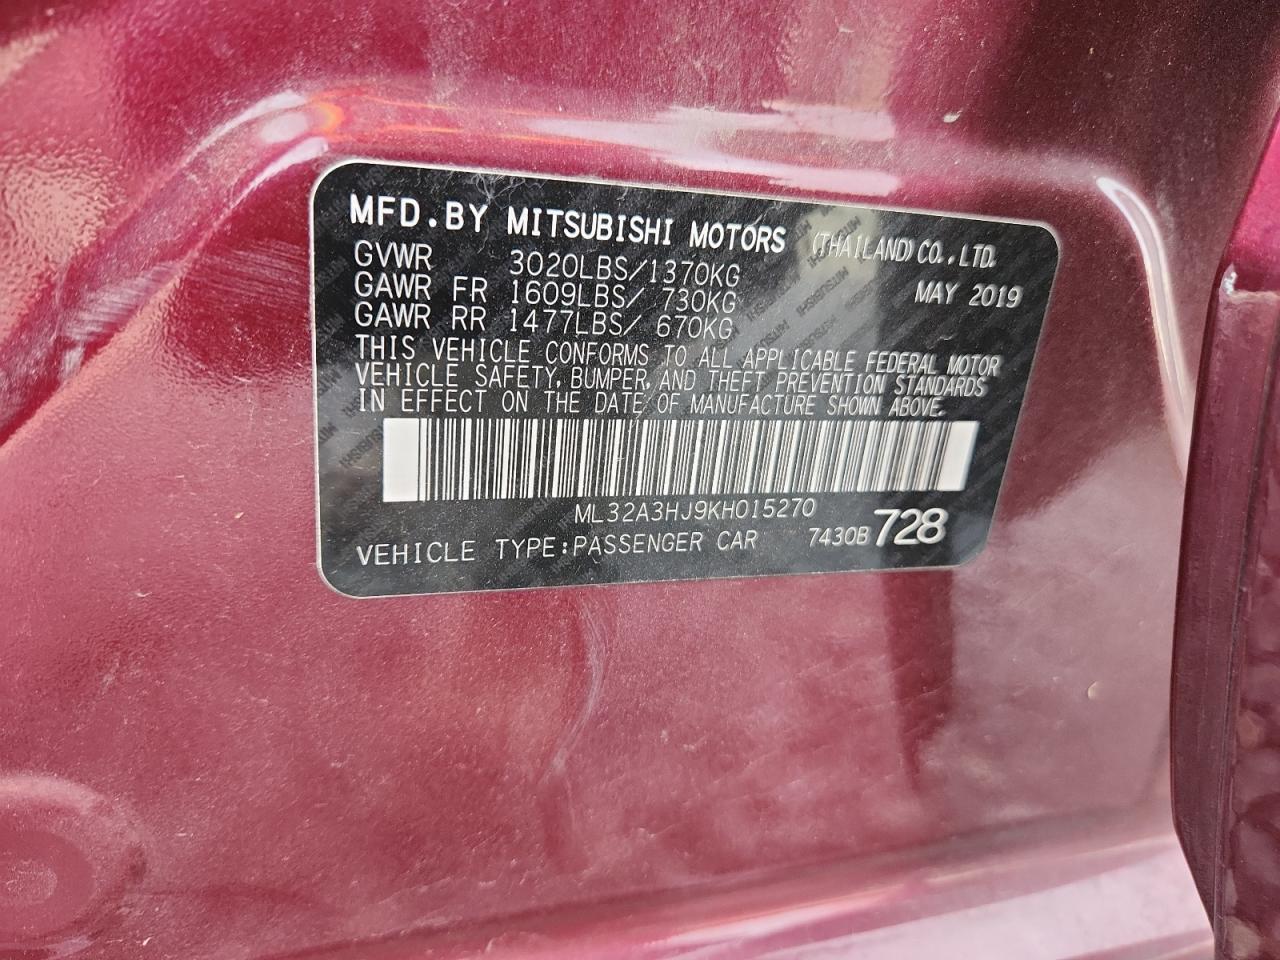 MFD.BY MITSUBISHI MOTORS (THAILAND)CO.,LTD.
GVWR 3020LBS/1370KG MAY 2019
GAWR FR 1609LBS/ 730KG
GAWR RR 1477LBS/ 670KG
THIS VEHICLE CONFORMS TO ALL APPLICABLE FEDERAL MOTOR
VEHICLE SAFETY, BUMPER, AND THEFT PREVENTION STANDARDS
IN EFFECT ON THE DATE OF MANUFACTURE SHOWN ABOVE.
ML32A3HJ9KH015270
VEHICLE TYPE:PASSENGER CAR 7430B 728